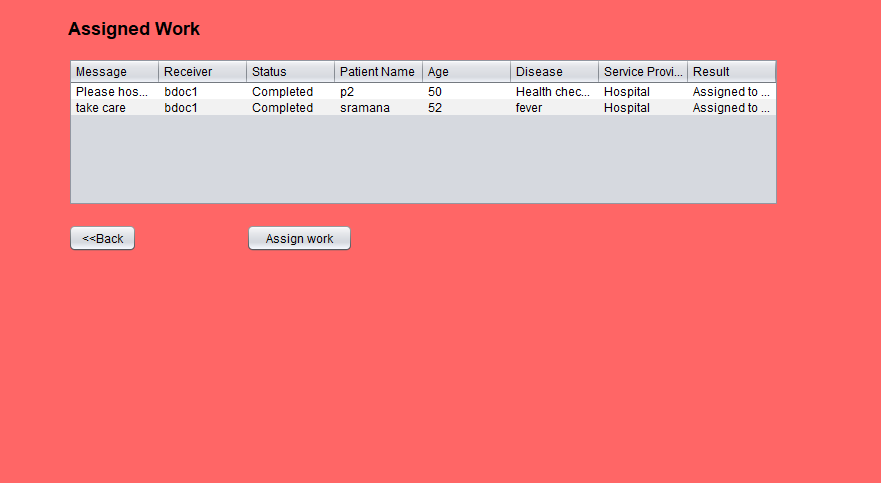 Assigned Work
Message Receiver Status Patient Name Age Disease Service Provi... Result
Please hos... bdoc1 Completed p2 50 Health chec... Hospital Assigned to ...
take care bdoc1 Completed sramana 52 fever Hospital Assigned to ...
<<Back Assign work